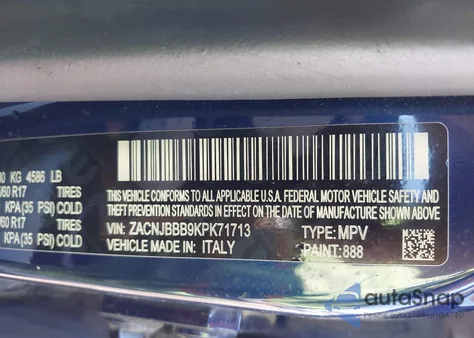 KG 4586 LB
/60 R17 TIRES
KPA(35 PSI) COLD
/60 R17 TIRES
KPA(35 PSI) COLD
THIS VEHICLE CONFORMS TO ALL APPLICABLE U.S.A. FEDERAL MOTOR VEHICLE SAFETY AND
THEFT PREVENTION STANDARDS IN EFFECT ON THE DATE OF MANUFACTURE SHOWN ABOVE.
VIN: ZACNJBBB9KPK71713 TYPE: MPV
VEHICLE MADE IN: ITALY PAINT: 888
autoSnap